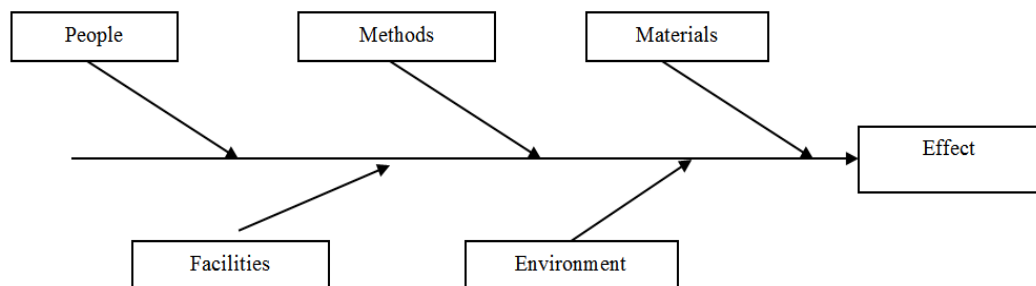 People
Methods
Materials
Effect
Facilities
Environment